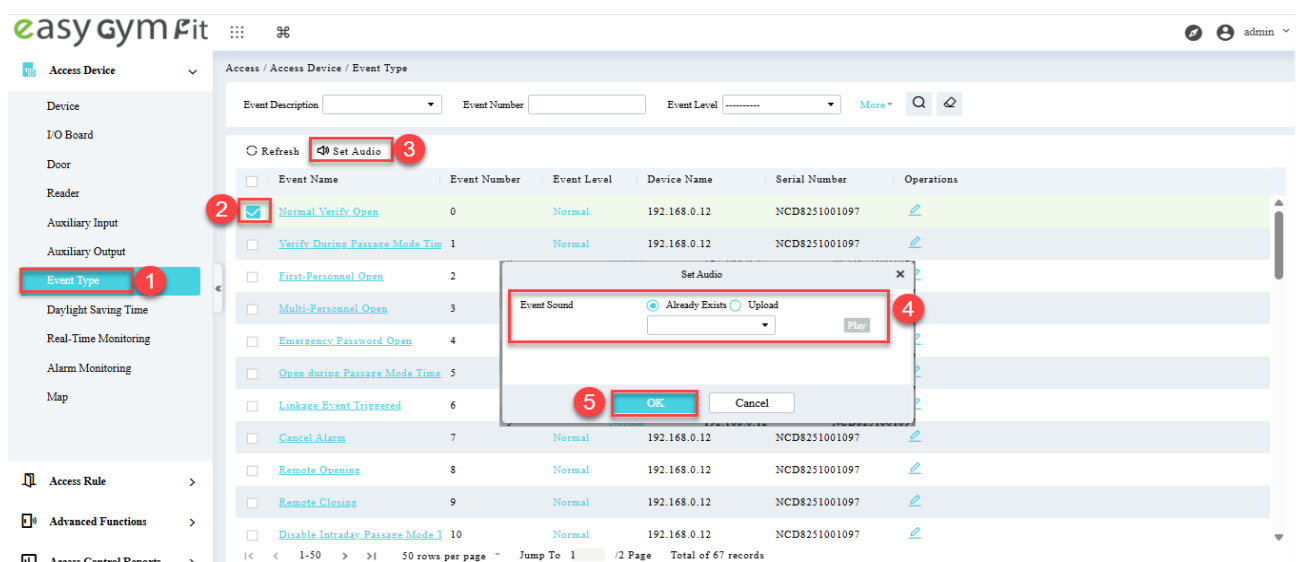 easy Gym Fit
admin
Access Device
Access / Access Device / Event Type
Device
Event Description
Event Number
Event Level ----------
More
I/O Board
Door
Refresh Set Audio 3
Reader
Event Name Event Number Event Level Device Name Serial Number Operations
Auxiliary Input
2 Normal Verify Open 0 Normal 192.168.0.12 NCD8251001097
Auxiliary Output
Verify During Passage Mode Tim 1 Normal 192.168.0.12 NCD8251001097
Event Type 1
First-Personnel Open 2
Set Audio
Daylight Saving Time
Multi-Personnel Open 3
Event Sound Already Exists Upload 4
Play
Real-Time Monitoring
Emergency Password Open 4
Alarm Monitoring
Open during Passage Mode Time 5
Map
Linkage Event Triggered 6
5 OK Cancel
Cancel Alarm 7 Normal 192.168.0.12 NCD8251001097
Remote Opening 8 Normal 192.168.0.12 NCD8251001097
Access Rule
Remote Closing 9 Normal 192.168.0.12 NCD8251001097
Advanced Functions
Disable Intraday Passage Mode T 10 Normal 192.168.0.12 NCD8251001097
1-50 50 rows per page Jump To 1 /2 Page Total of 67 records
Access Control Reports